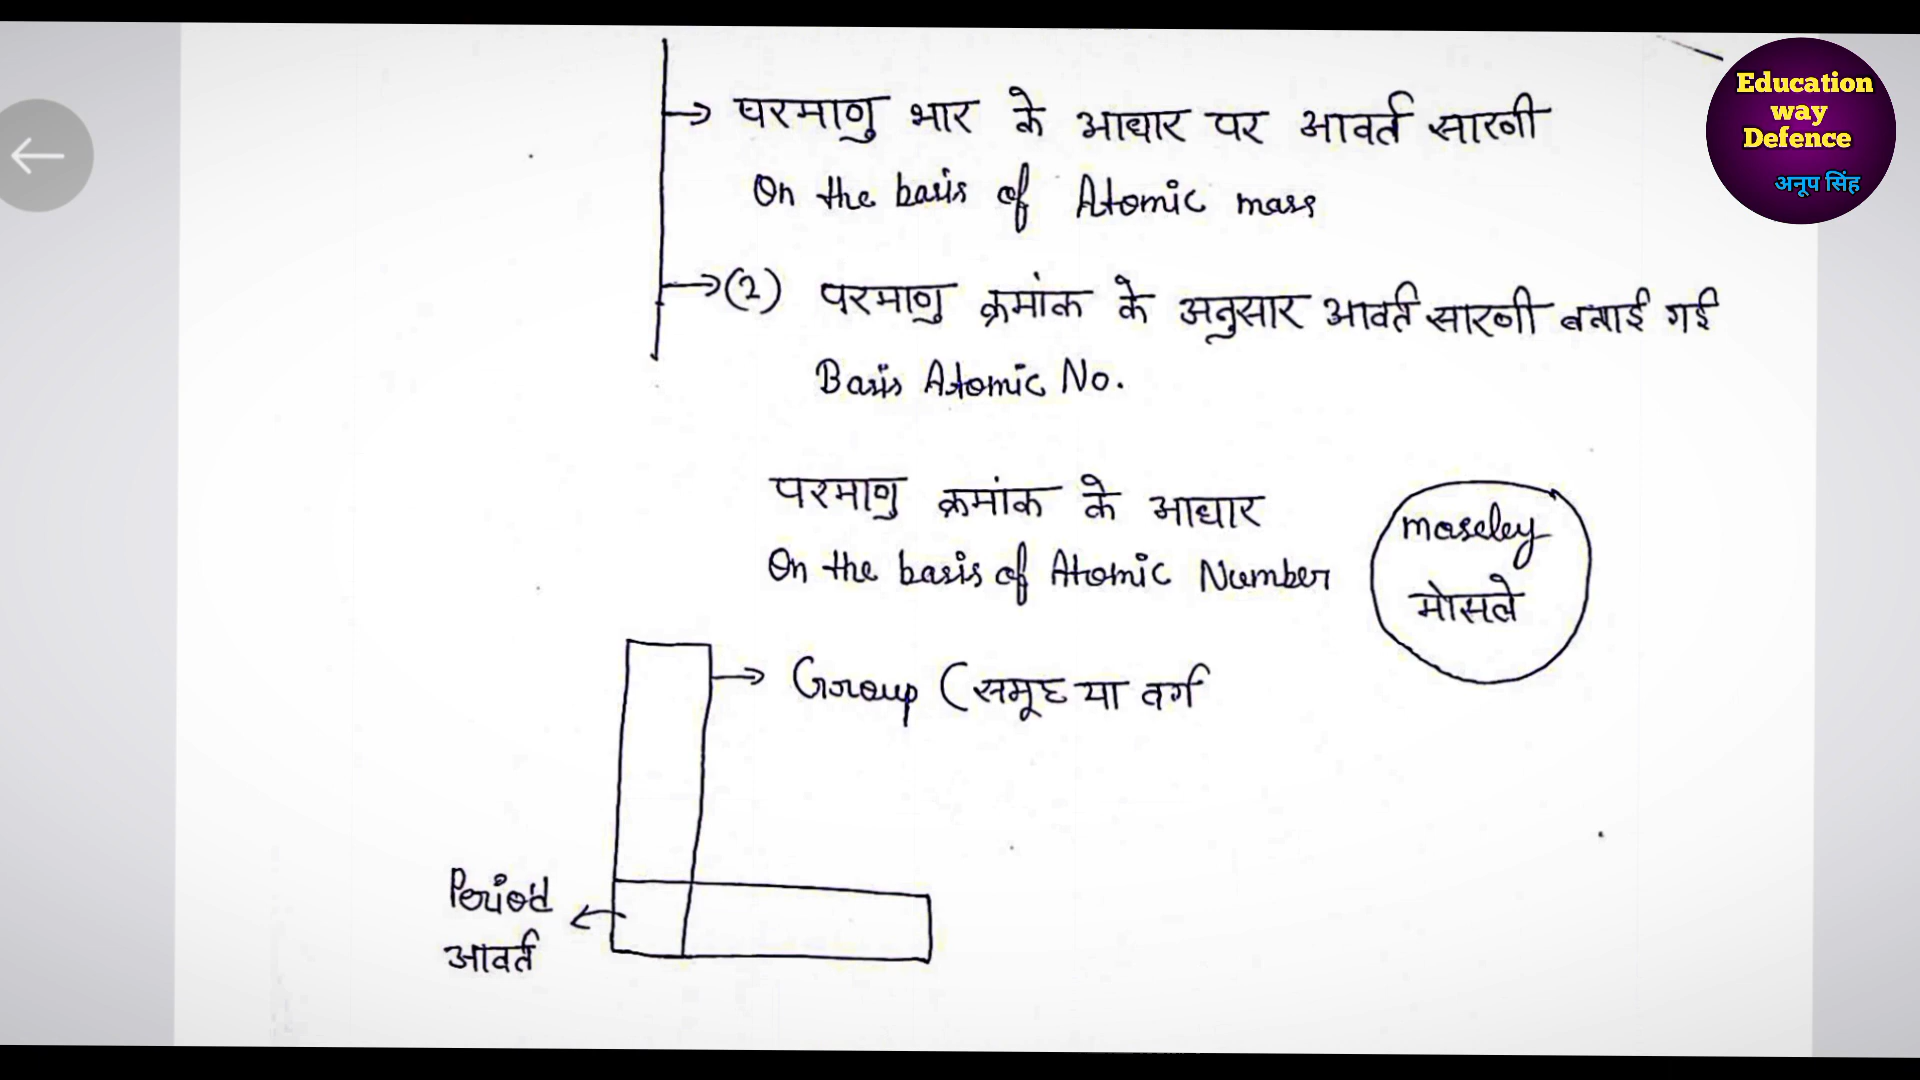 परमाणु भार के आधार पर आवर्त सारणी
On the basis of Atomic mass
(2) परमाणु क्रमांक के अनुसार आवर्त सारणी बनाई गई
Basis Atomic No.
परमाणु क्रमांक के आधार
On the basis of Atomic Number
moseley
मोसले
Group (समूह या वर्ग
Period
आवर्त
Education
way
Defence
अनूप सिंह